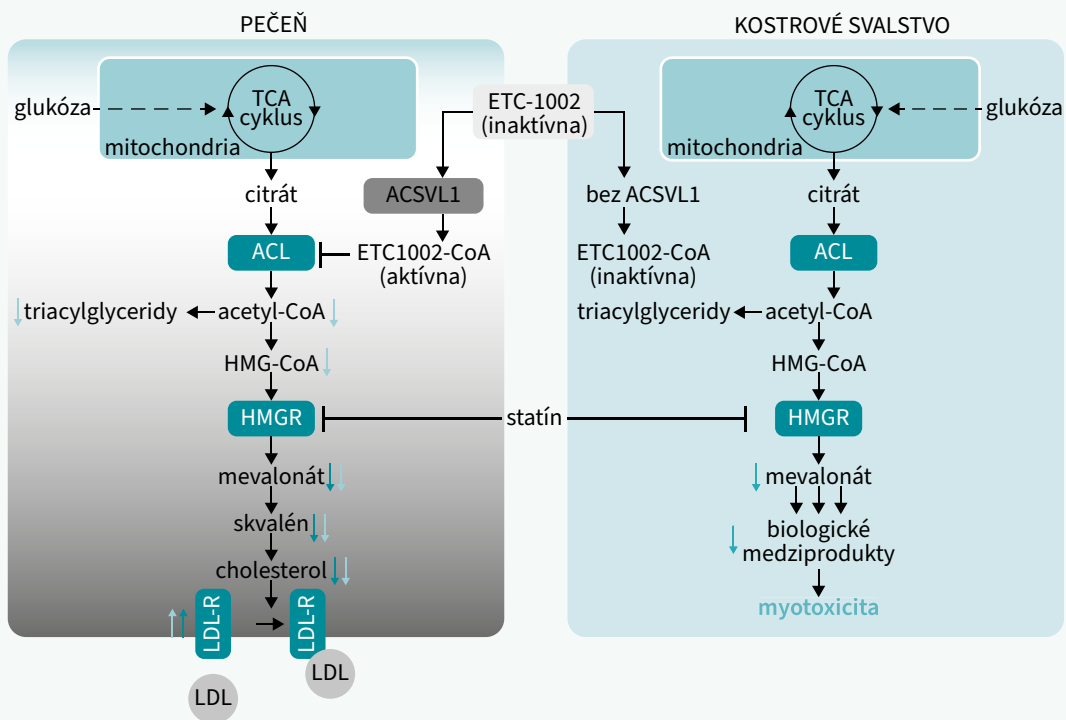 PEČEŇ
glukóza
TCA
cyklus
mitochondria
citrát
ACL
triacylglyceridy
acetyl-CoA
HMG-CoA
HMGR
mevalonát
skvalén
cholesterol
LDL-R
LDL-R
LDL
LDL
ETC-1002
(inaktívna)
ACSVL1
ETC1002-CoA
(aktívna)
bez ACSVL1
ETC1002-CoA
(inaktívna)
statín
KOSTROVÉ SVALSTVO
TCA
cyklus
glukóza
mitochondria
citrát
ACL
triacylglyceridy
acetyl-CoA
HMG-CoA
HMGR
mevalonát
biologické
medziprodukty
myotoxicita